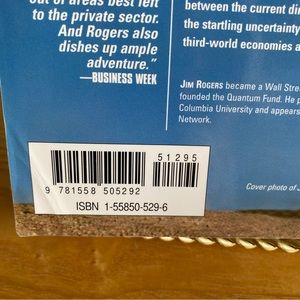 out of areas best left
to the private sector.
And Rogers also
dishes up ample
adventure.”
—BUSINESS WEEK
between the current di
the startling uncertainty
third-world economies a
JIM ROGERS became a Wall Stre
founded the Quantum Fund. He p
Columbia University and appears
Network.
Cover photo of J
51295
9 781558 505292
ISBN 1-55850-529-6